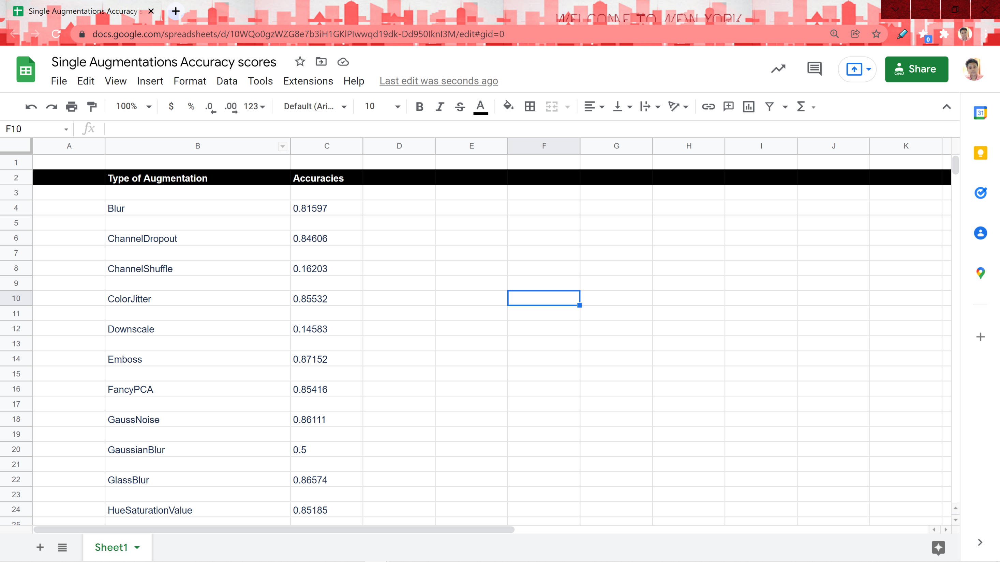 Single Augmentations Accuracy s
WELCOME TO NEW YORK
docs.google.com/spreadsheets/d/10WQo0gzWZG8e7b3iH1GKlPIwwqd19dk-Dd950lknI3M/edit#gid=0
0
Single Augmentations Accuracy scores
File Edit View Insert Format Data Tools Extensions Help Last edit was seconds ago
Share
100% $ % .0 .00 123 Default (Ari... 10 B I S A
31
F10 fx
A B C D E F G H I J K
1
2 Type of Augmentation Accuracies
3
4 Blur 0.81597
5
6 ChannelDropout 0.84606
7
8 ChannelShuffle 0.16203
9
10 ColorJitter 0.85532
11
12 Downscale 0.14583
13
14 Emboss 0.87152
15
16 FancyPCA 0.85416
17
18 GaussNoise 0.86111
19
20 GaussianBlur 0.5
21
22 GlassBlur 0.86574
23
24 HueSaturationValue 0.85185
25
Sheet1